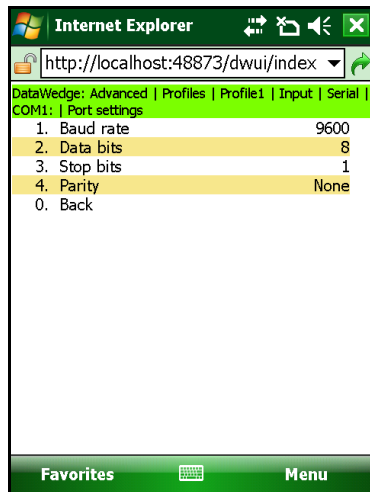 Internet Explorer
http://localhost:48873/dwui/index
DataWedge: Advanced | Profiles | Profile1 | Input | Serial |
COM1: | Port settings
1. Baud rate 9600
2. Data bits 8
3. Stop bits 1
4. Parity None
0. Back
Favorites Menu